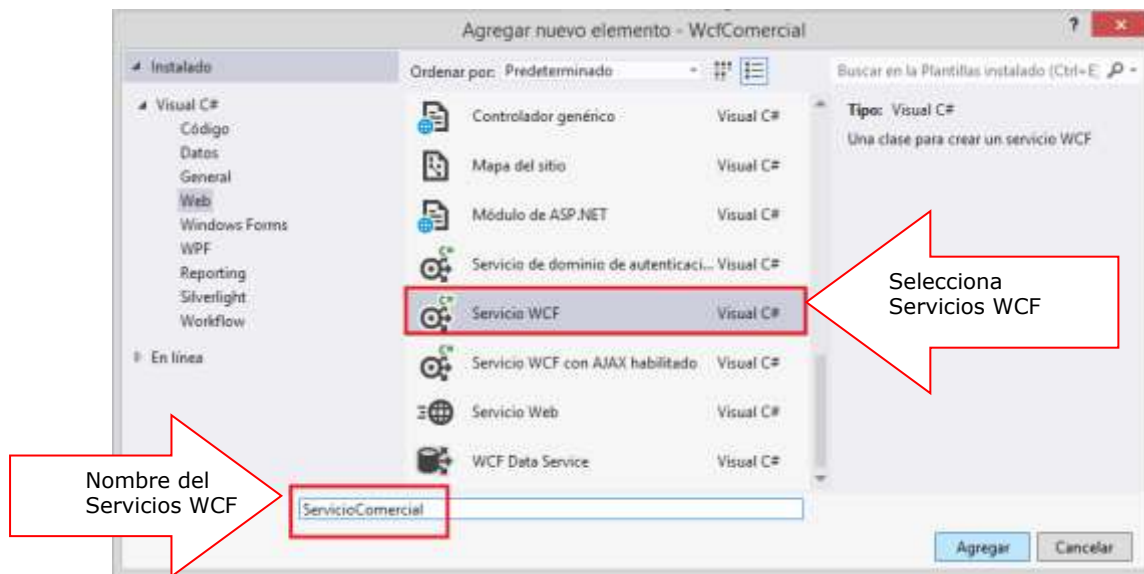 Agregar nuevo elemento - WcfComercial
?
Instalado
Visual C#
Código
Datos
General
Web
Windows Forms
WPF
Reporting
Silverlight
Workflow
En línea
Ordenar por: Predeterminado
Controlador genérico Visual C#
Mapa del sitio Visual C#
Módulo de ASP.NET Visual C#
Servicio de dominio de autenticaci... Visual C#
Servicio WCF Visual C#
Servicio WCF con AJAX habilitado Visual C#
Servicio Web Visual C#
WCF Data Service Visual C#
Buscar en la Plantillas instalado (Ctrl+E)
Tipo: Visual C#
Una clase para crear un servicio WCF
Selecciona
Servicios WCF
Nombre del
Servicios WCF
ServicioComercial
Agregar Cancelar